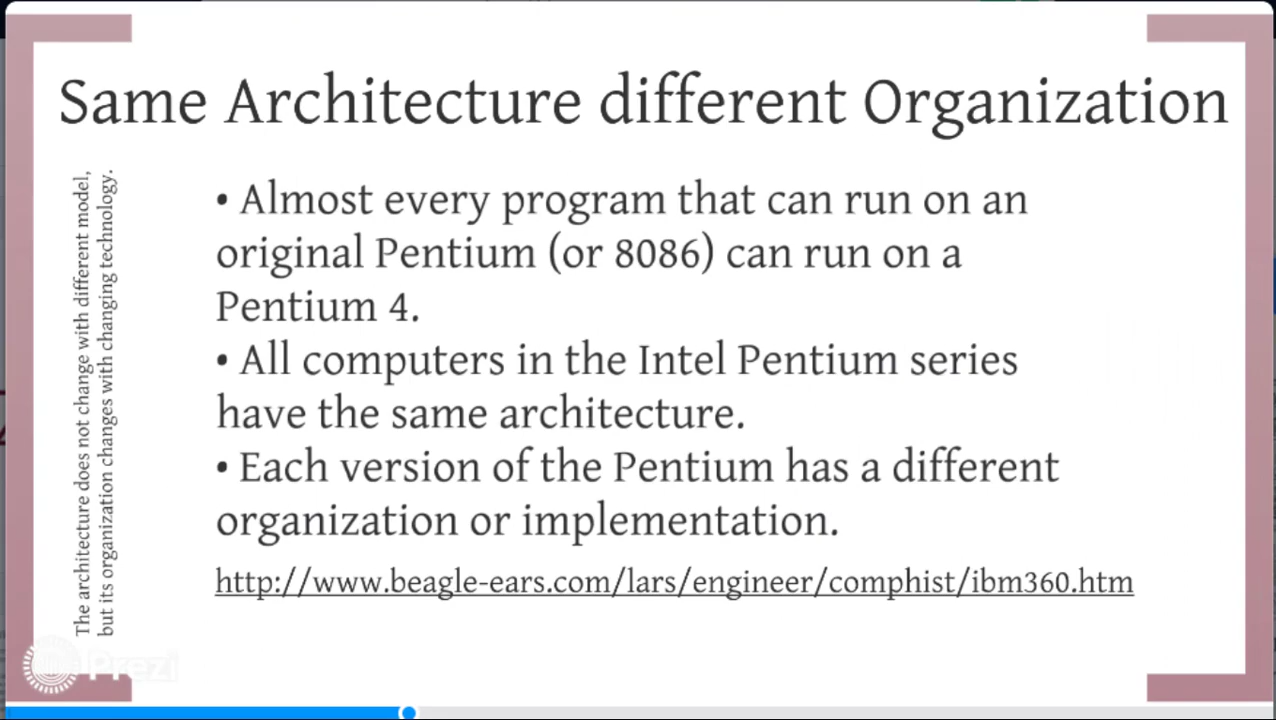 Same Architecture different Organization
The architecture does not change with different model,
but its organization changes with changing technology.
• Almost every program that can run on an
original Pentium (or 8086) can run on a
Pentium 4.
• All computers in the Intel Pentium series
have the same architecture.
• Each version of the Pentium has a different
organization or implementation.
http://www.beagle-ears.com/lars/engineer/comphist/ibm360.htm
Prezi